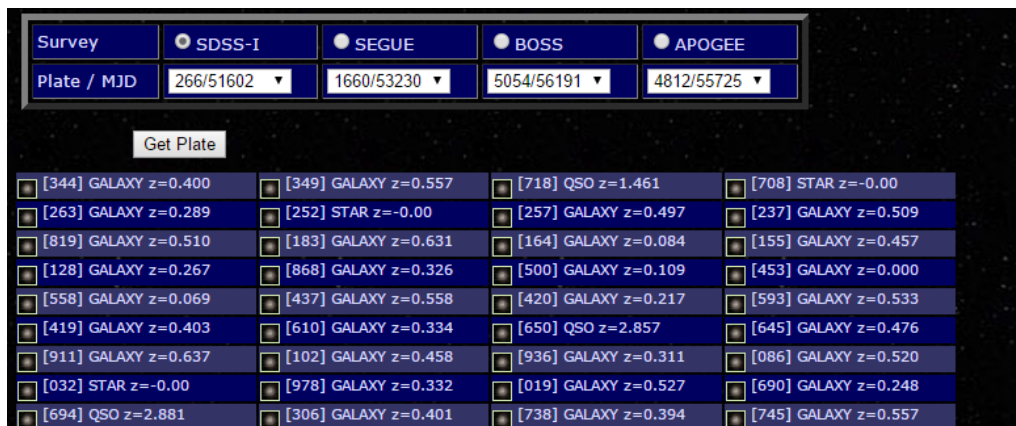 Survey SDSS-I SEGUE BOSS APOGEE
Plate / MJD 266/51602 1660/53230 5054/56191 4812/55725
Get Plate
[344] GALAXY z=0.400 [349] GALAXY z=0.557 [718] QSO z=1.461 [708] STAR z=-0.00
[263] GALAXY z=0.289 [252] STAR z=-0.00 [257] GALAXY z=0.497 [237] GALAXY z=0.509
[819] GALAXY z=0.510 [183] GALAXY z=0.631 [164] GALAXY z=0.084 [155] GALAXY z=0.457
[128] GALAXY z=0.267 [868] GALAXY z=0.326 [500] GALAXY z=0.109 [453] GALAXY z=0.000
[558] GALAXY z=0.069 [437] GALAXY z=0.558 [420] GALAXY z=0.217 [593] GALAXY z=0.533
[419] GALAXY z=0.403 [610] GALAXY z=0.334 [650] QSO z=2.857 [645] GALAXY z=0.476
[911] GALAXY z=0.637 [102] GALAXY z=0.458 [936] GALAXY z=0.311 [086] GALAXY z=0.520
[032] STAR z=-0.00 [978] GALAXY z=0.332 [019] GALAXY z=0.527 [690] GALAXY z=0.248
[694] QSO z=2.881 [306] GALAXY z=0.401 [738] GALAXY z=0.394 [745] GALAXY z=0.557